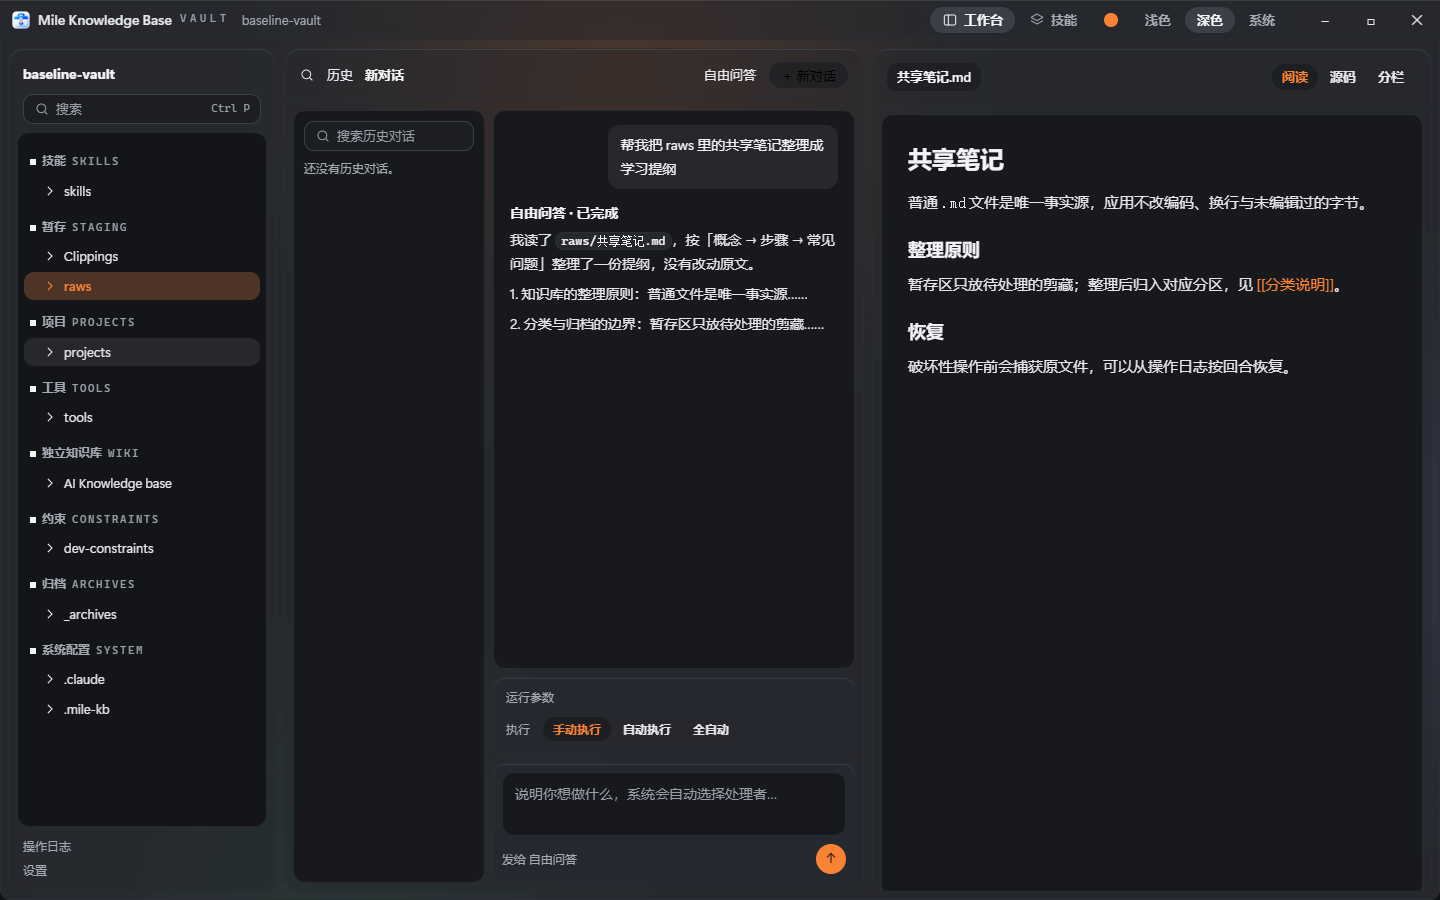 Mile Knowledge Base VAULT baseline-vault
工作台 技能 浅色 深色 系统
baseline-vault
搜索 Ctrl P
技能 SKILLS
skills
暂存 STAGING
Clippings
raws
项目 PROJECTS
projects
工具 TOOLS
tools
独立知识库 WIKI
AI Knowledge base
约束 CONSTRAINTS
dev-constraints
归档 ARCHIVES
_archives
系统配置 SYSTEM
.claude
.mile-kb
操作日志
设置
历史 新对话
自由问答 + 新对话
搜索历史对话
还没有历史对话。
帮我把 raws 里的共享笔记整理成
学习提纲
自由问答 · 已完成
我读了 raws/共享笔记.md，按「概念 → 步骤 → 常见
问题」整理了一份提纲，没有改动原文。
1. 知识库的整理原则：普通文件是唯一事实源……
2. 分类与归档的边界：暂存区只放待处理的剪藏……
运行参数
执行 手动执行 自动执行 全自动
说明你想做什么，系统会自动选择处理者...
发给 自由问答
共享笔记.md
阅读 源码 分栏
共享笔记
普通 .md 文件是唯一事实源，应用不改编码、换行与未编辑过的字节。
整理原则
暂存区只放待处理的剪藏；整理后归入对应分区，见 [[分类说明]]。
恢复
破坏性操作前会捕获原文件，可以从操作日志按回合恢复。